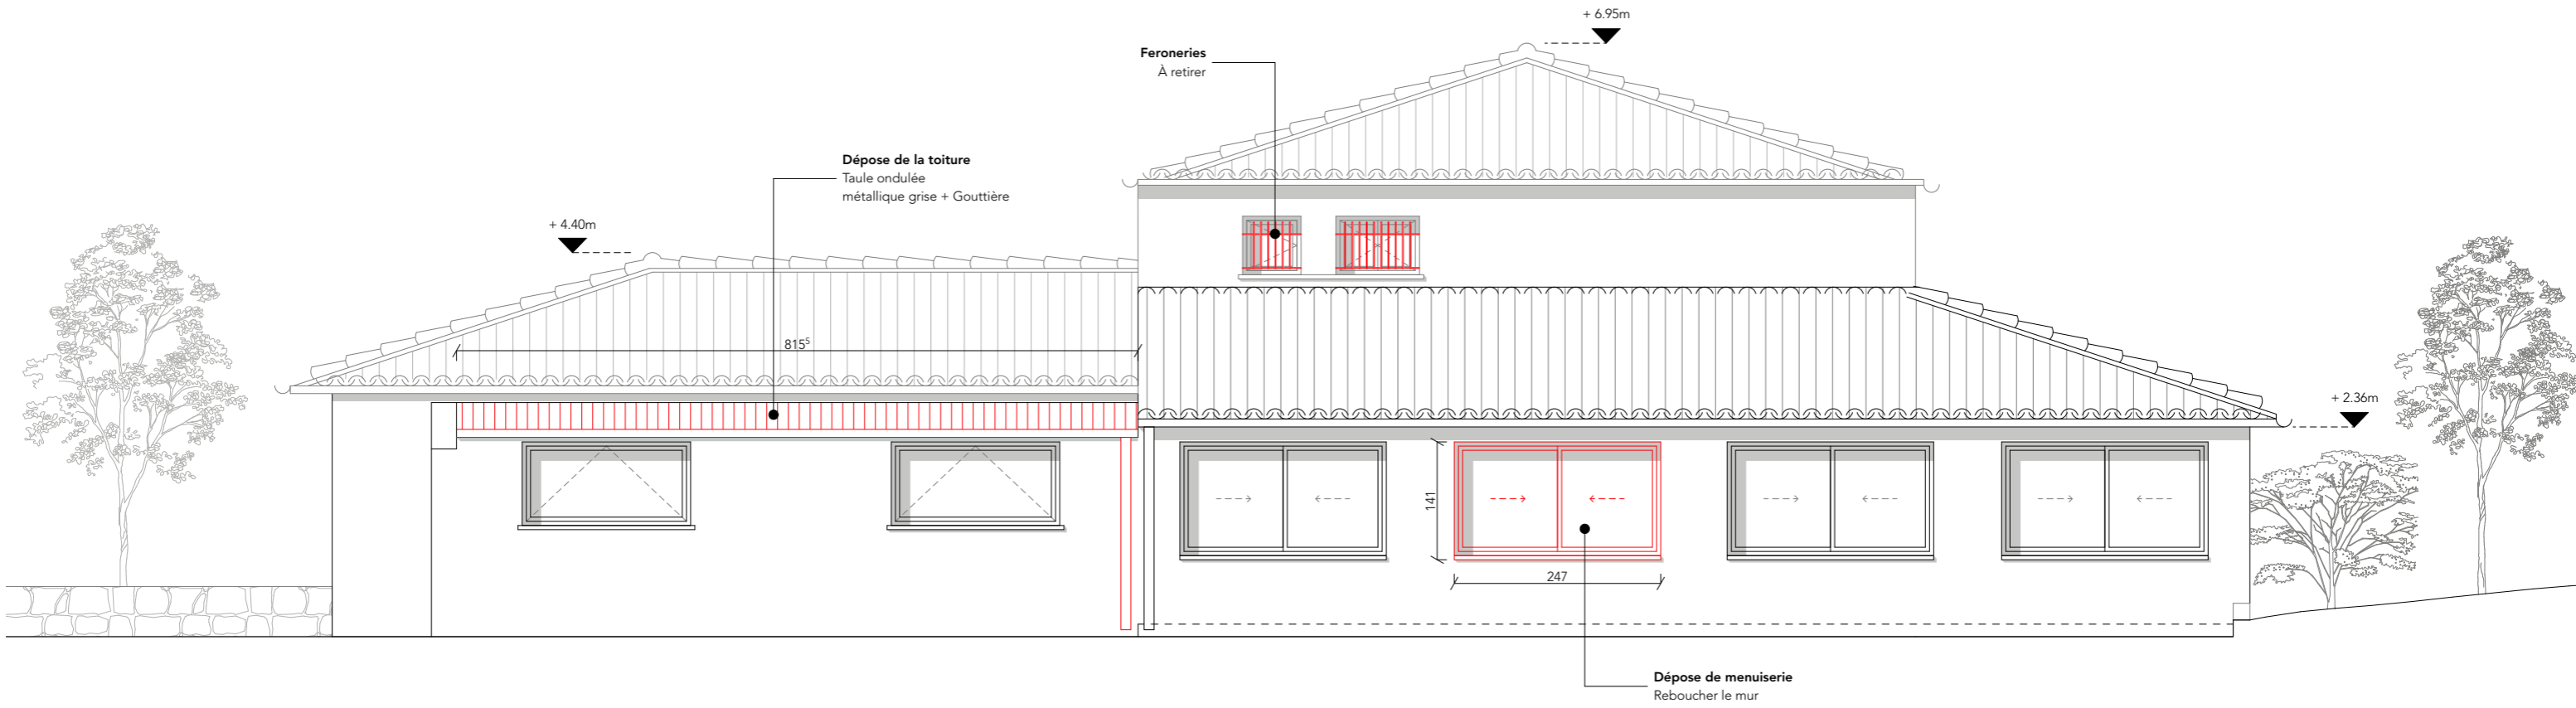 + 6.95m
Feroneries
À retirer
Dépose de la toiture
Taule ondulée
métallique grise + Gouttière
+ 4.40m
815⁵
+ 2.36m
141
247
Dépose de menuiserie
Reboucher le mur